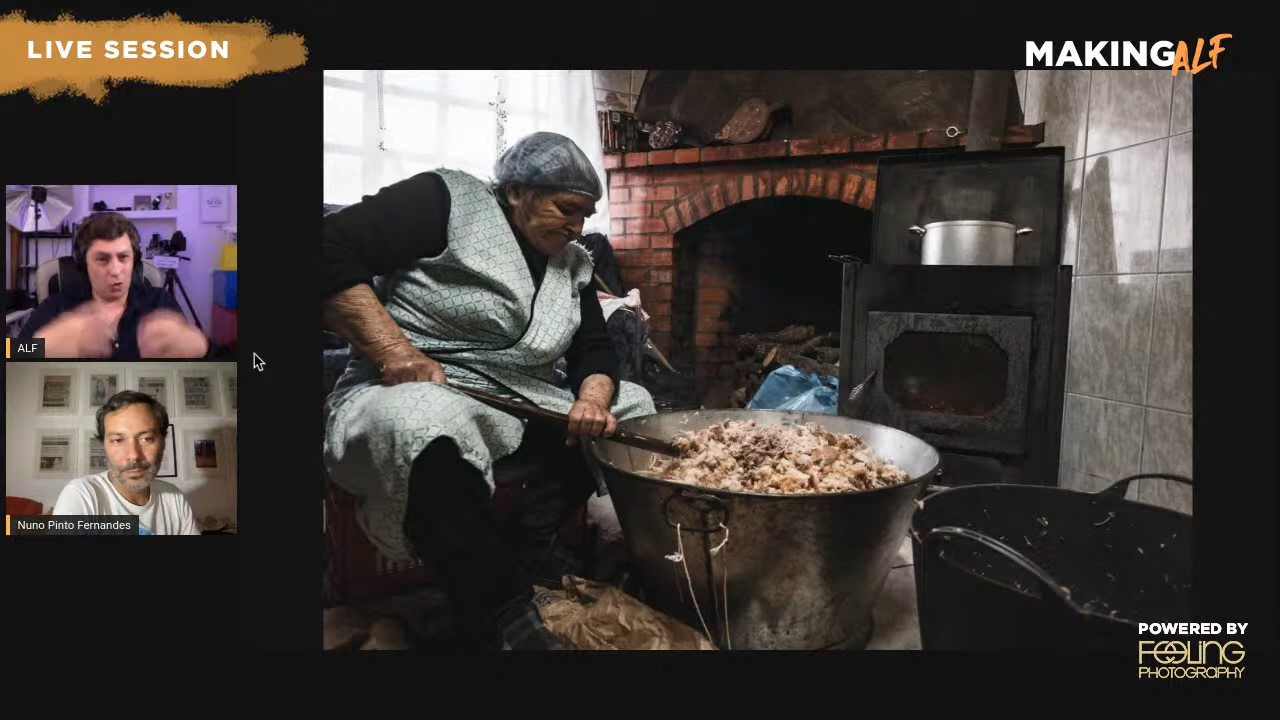 LIVE SESSION
MAKINGALF
ALF
Nuno Pinto Fernandes
POWERED BY
FEELING
PHOTOGRAPHY